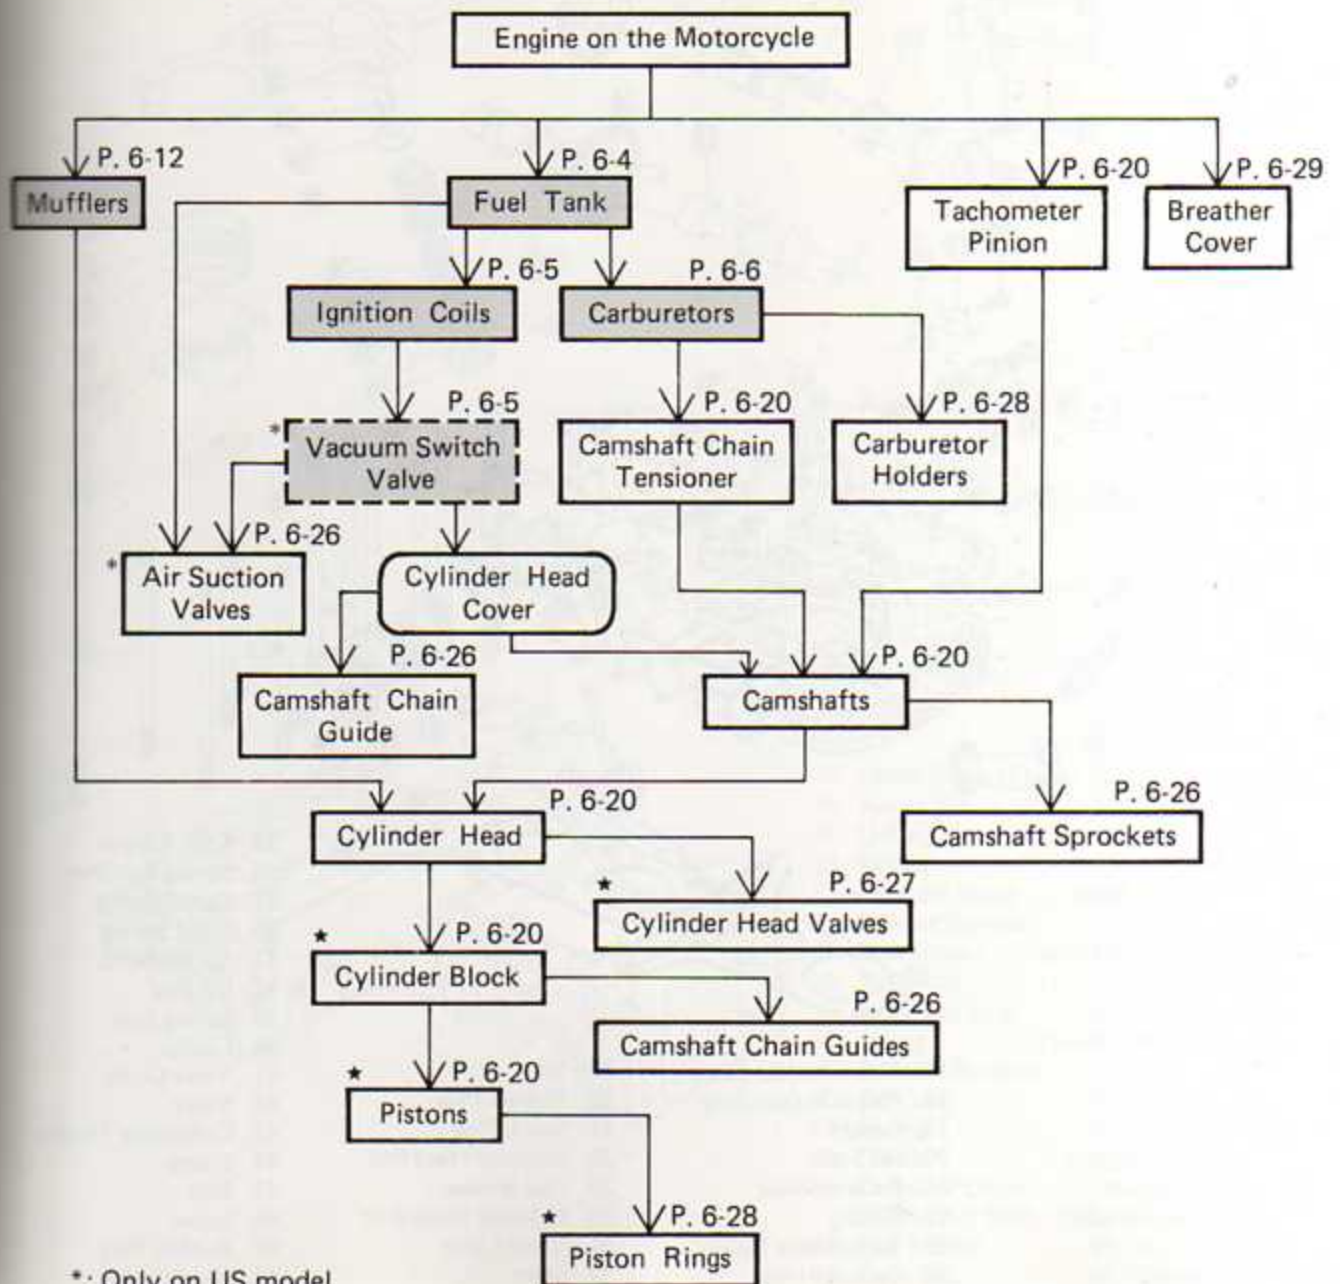 Engine on the Motorcycle
P. 6-12
P. 6-4
P. 6-20
P. 6-29
Mufflers
Fuel Tank
Tachometer
Pinion
Breather
Cover
P. 6-5
P. 6-6
Ignition Coils
Carburetors
P. 6-5
P. 6-20
P. 6-28
*
Vacuum Switch
Valve
Camshaft Chain
Tensioner
Carburetor
Holders
P. 6-26
*
Air Suction
Valves
Cylinder Head
Cover
P. 6-26
P. 6-20
Camshaft Chain
Guide
Camshafts
P. 6-20
P. 6-26
Cylinder Head
Camshaft Sprockets
★
P. 6-27
Cylinder Head Valves
★
P. 6-20
Cylinder Block
P. 6-26
Camshaft Chain Guides
★
P. 6-20
Pistons
★
P. 6-28
Piston Rings
*: Only on US model